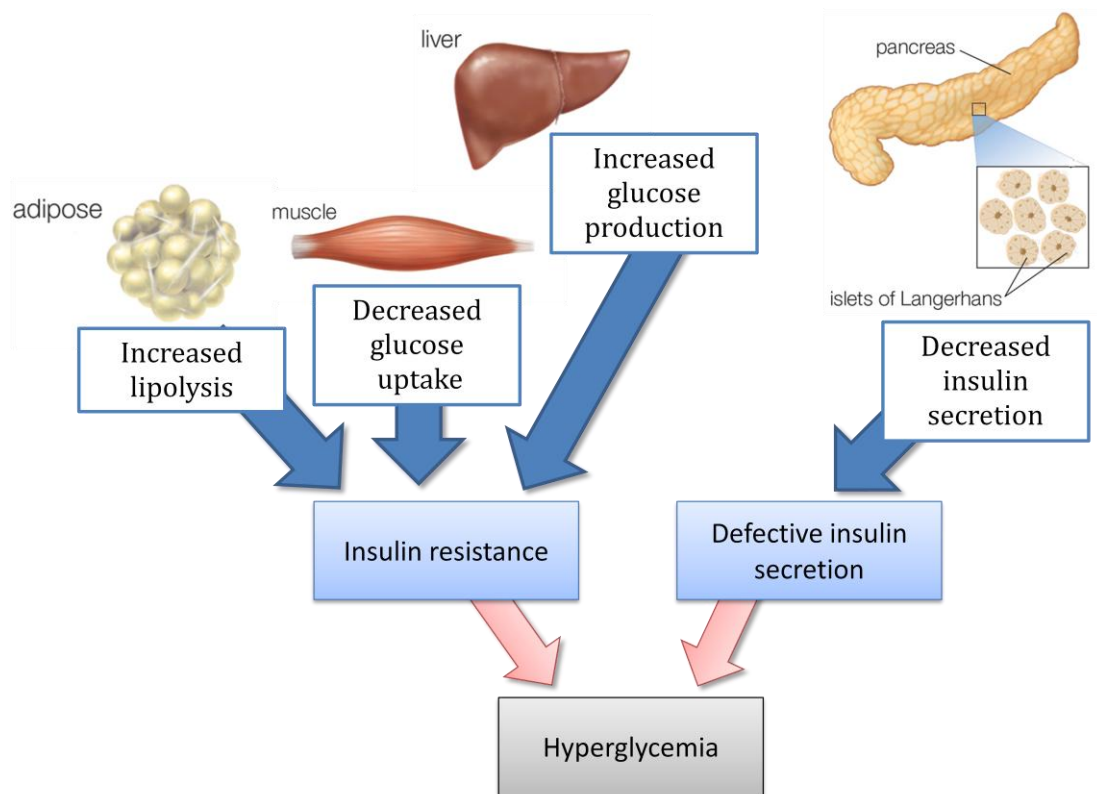 liver
pancreas
Increased
glucose
production
adipose
muscle
islets of Langerhans
Increased
lipolysis
Decreased
glucose
uptake
Decreased
insulin
secretion
Insulin resistance
Defective insulin
secretion
Hyperglycemia